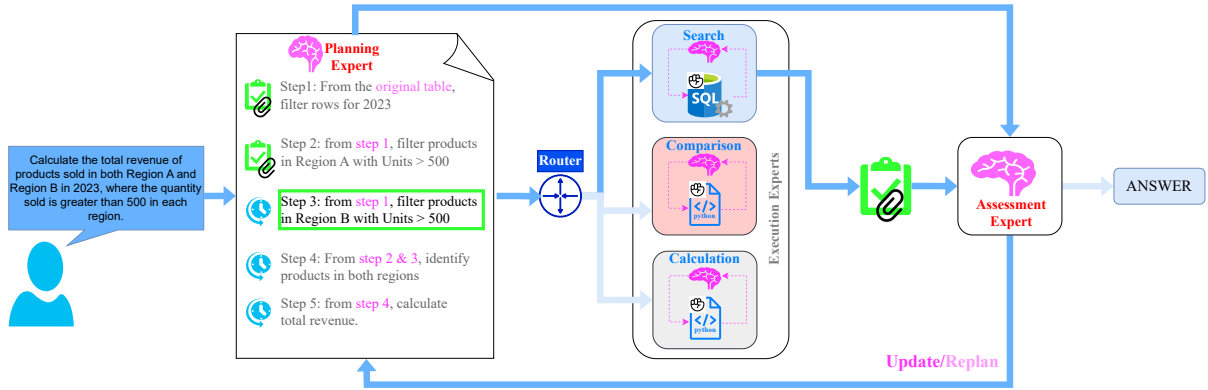 Calculate the total revenue of
products sold in both Region A and
Region B in 2023, where the quantity
sold is greater than 500 in each
region.
Planning
Expert
Step1: From the original table,
filter rows for 2023
Step 2: from step 1, filter products
in Region A with Units > 500
Step 3: from step 1, filter products
in Region B with Units > 500
Step 4: From step 2 & 3, identify
products in both regions
Step 5: from step 4, calculate
total revenue.
Router
Search
SQL
Comparison
</>
python
Calculation
</>
python
Execution Experts
Assessment
Expert
ANSWER
Update/Replan